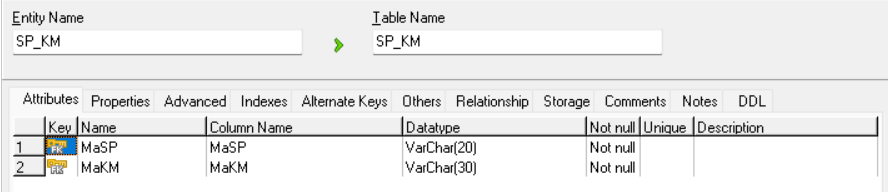 Entity Name Table Name
SP_KM SP_KM
Attributes Properties Advanced Indexes Alternate Keys Others Relationship Storage Comments Notes DDL
Key Name Column Name Datatype Not null Unique Description
1 FK MaSP MaSP VarChar(20) Not null
2 FK MaKM MaKM VarChar(30) Not null